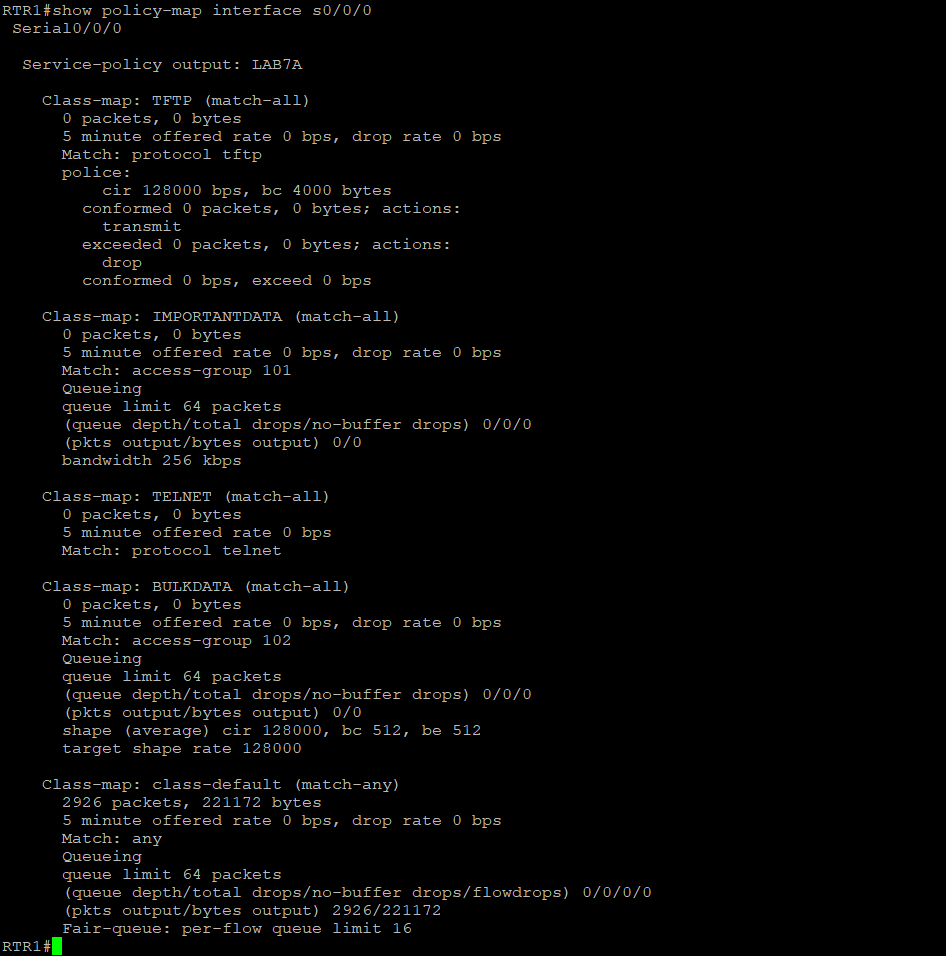 RTR1#show policy-map interface s0/0/0
Serial0/0/0
Service-policy output: LAB7A
Class-map: TFTP (match-all)
0 packets, 0 bytes
5 minute offered rate 0 bps, drop rate 0 bps
Match: protocol tftp
police:
cir 128000 bps, bc 4000 bytes
conformed 0 packets, 0 bytes; actions:
transmit
exceeded 0 packets, 0 bytes; actions:
drop
conformed 0 bps, exceed 0 bps
Class-map: IMPORTANTDATA (match-all)
0 packets, 0 bytes
5 minute offered rate 0 bps, drop rate 0 bps
Match: access-group 101
Queueing
queue limit 64 packets
(queue depth/total drops/no-buffer drops) 0/0/0
(pkts output/bytes output) 0/0
bandwidth 256 kbps
Class-map: TELNET (match-all)
0 packets, 0 bytes
5 minute offered rate 0 bps
Match: protocol telnet
Class-map: BULKDATA (match-all)
0 packets, 0 bytes
5 minute offered rate 0 bps, drop rate 0 bps
Match: access-group 102
Queueing
queue limit 64 packets
(queue depth/total drops/no-buffer drops) 0/0/0
(pkts output/bytes output) 0/0
shape (average) cir 128000, bc 512, be 512
target shape rate 128000
Class-map: class-default (match-any)
2926 packets, 221172 bytes
5 minute offered rate 0 bps, drop rate 0 bps
Match: any
Queueing
queue limit 64 packets
(queue depth/total drops/no-buffer drops/flowdrops) 0/0/0/0
(pkts output/bytes output) 2926/221172
Fair-queue: per-flow queue limit 16
RTR1#